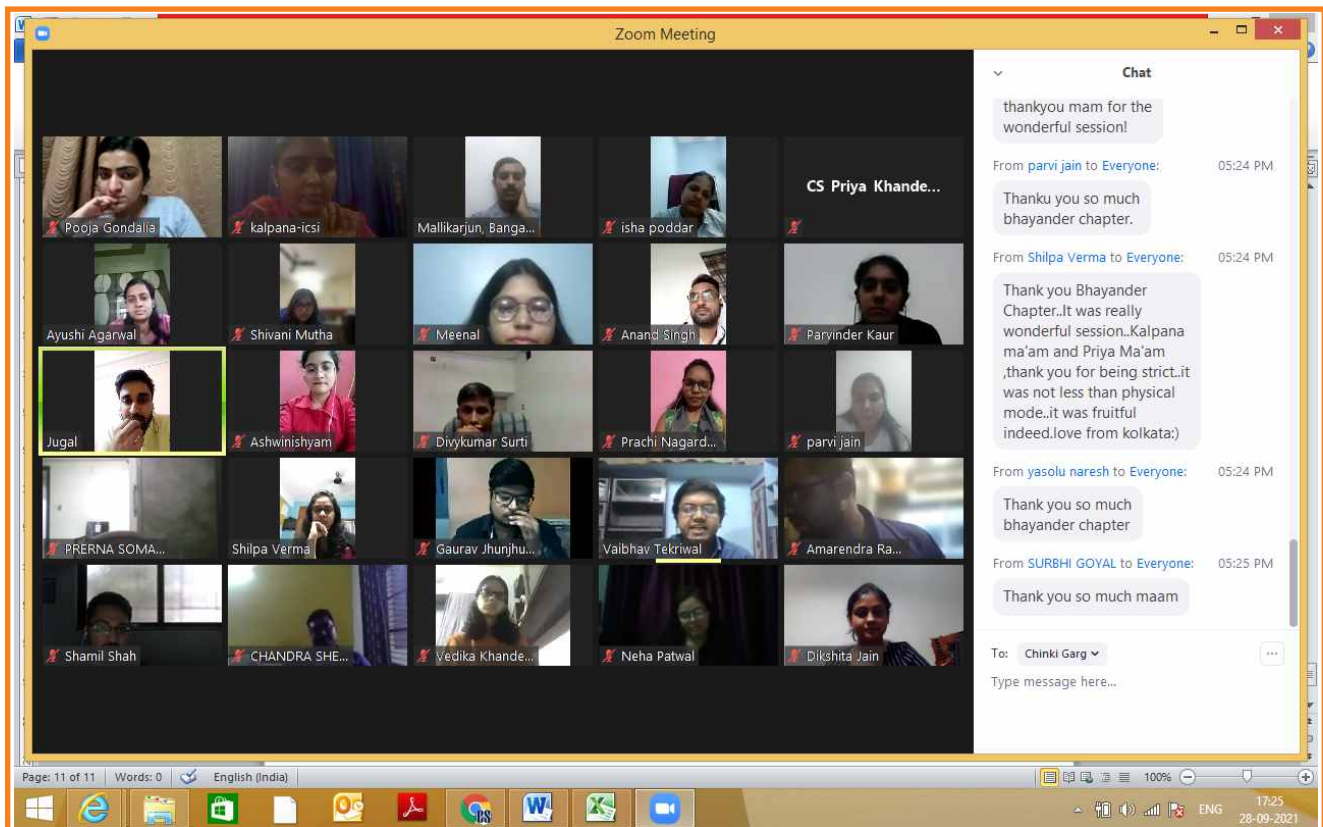 Zoom Meeting
Pooja Gondalia
kalpana-icsi
Mallikarjun, Banga...
isha poddar
CS Priya Khande...
Ayushi Agarwal
Shivani Mutha
Meenal
Anand Singh
Parvinder Kaur
Jugal
Ashwinishyam
Divykumar Surti
Prachi Nagard...
parvi jain
PRERNA SOMA...
Shilpa Verma
Gaurav Jhunjhu...
Vaibhav Tekriwal
Amarendra Ra...
Shamil Shah
CHANDRA SHE...
Vedika Khande...
Neha Patwal
Dikshita Jain
Chat
thankyou mam for the
wonderful session!
From parvi jain to Everyone: 05:24 PM
Thanku you so much
bhayander chapter.
From Shilpa Verma to Everyone: 05:24 PM
Thank you Bhayander
Chapter..It was really
wonderful session..Kalpana
ma'am and Priya Ma'am
,thank you for being strict..it
was not less than physical
mode..it was fruitful
indeed.love from kolkata:)
From yasolu naresh to Everyone: 05:24 PM
Thank you so much
bhayander chapter
From SURBHI GOYAL to Everyone: 05:25 PM
Thank you so much maam
To: Chinki Garg
Type message here...
Page: 11 of 11 Words: 0 English (India) 100%
ENG 17:25
28-09-2021